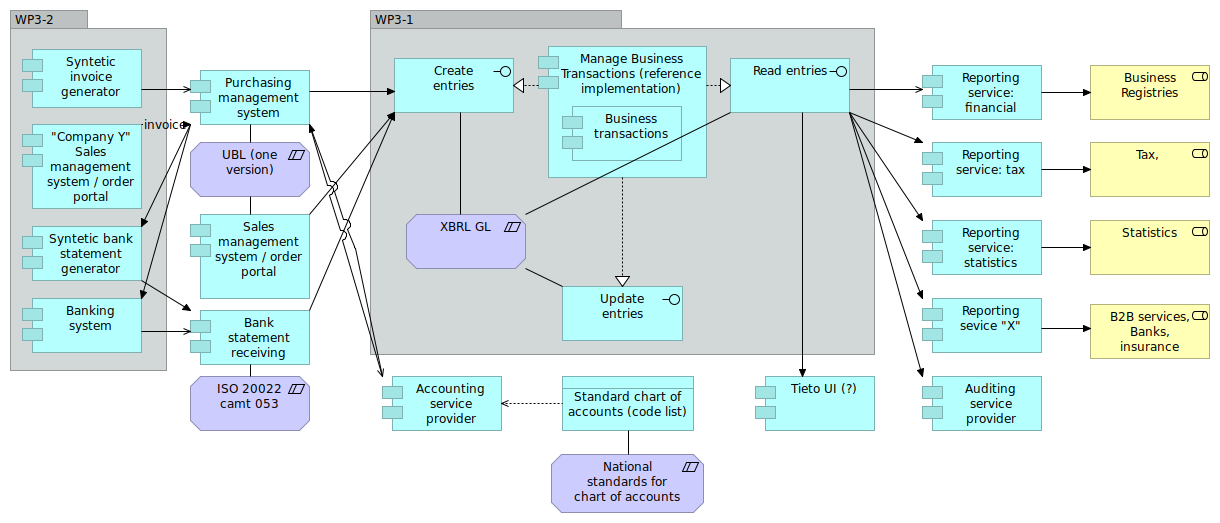 WP3-2
WP3-1
Syntetic
invoice
generator
"Company Y"
Sales
management
system / order
portal
invoice
Syntetic bank
statement
generator
Banking
system
Purchasing
management
system
UBL (one
version)
Sales
management
system / order
portal
Bank
statement
receiving
ISO 20022
camt 053
Create
entries
Manage Business
Transactions (reference
implementation)
Business
transactions
Read entries
XBRL GL
Update
entries
Accounting
service
provider
Standard chart of
accounts (code list)
National
standards for
chart of accounts
Tieto UI (?)
Reporting
service:
financial
Business
Registries
Reporting
service: tax
Tax,
Reporting
service:
statistics
Statistics
Reporting
sevice "X"
B2B services,
Banks,
insurance
Auditing
service
provider